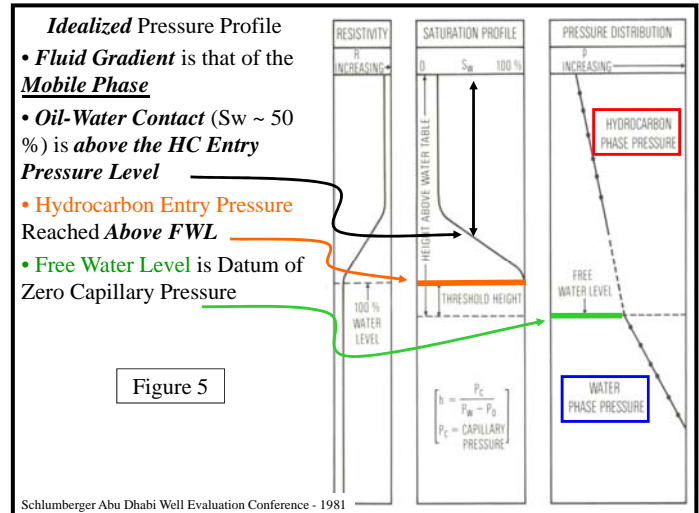 Idealized Pressure Profile
• Fluid Gradient is that of the
Mobile Phase
• Oil-Water Contact (Sw ~ 50
%) is above the HC Entry
Pressure Level
• Hydrocarbon Entry Pressure
Reached Above FWL
• Free Water Level is Datum of
Zero Capillary Pressure
Figure 5
Schlumberger Abu Dhabi Well Evaluation Conference - 1981
RESISTIVITY
R
INCREASING
100 %
WATER
LEVEL
SATURATION PROFILE
0 Sw 100 %
HEIGHT ABOVE WATER TABLE
THRESHOLD HEIGHT
h = Pc
Pw − Po
Pc = CAPILLARY
PRESSURE
PRESSURE DISTRIBUTION
P
INCREASING
HYDROCARBON
PHASE PRESSURE
FREE
WATER LEVEL
WATER
PHASE PRESSURE